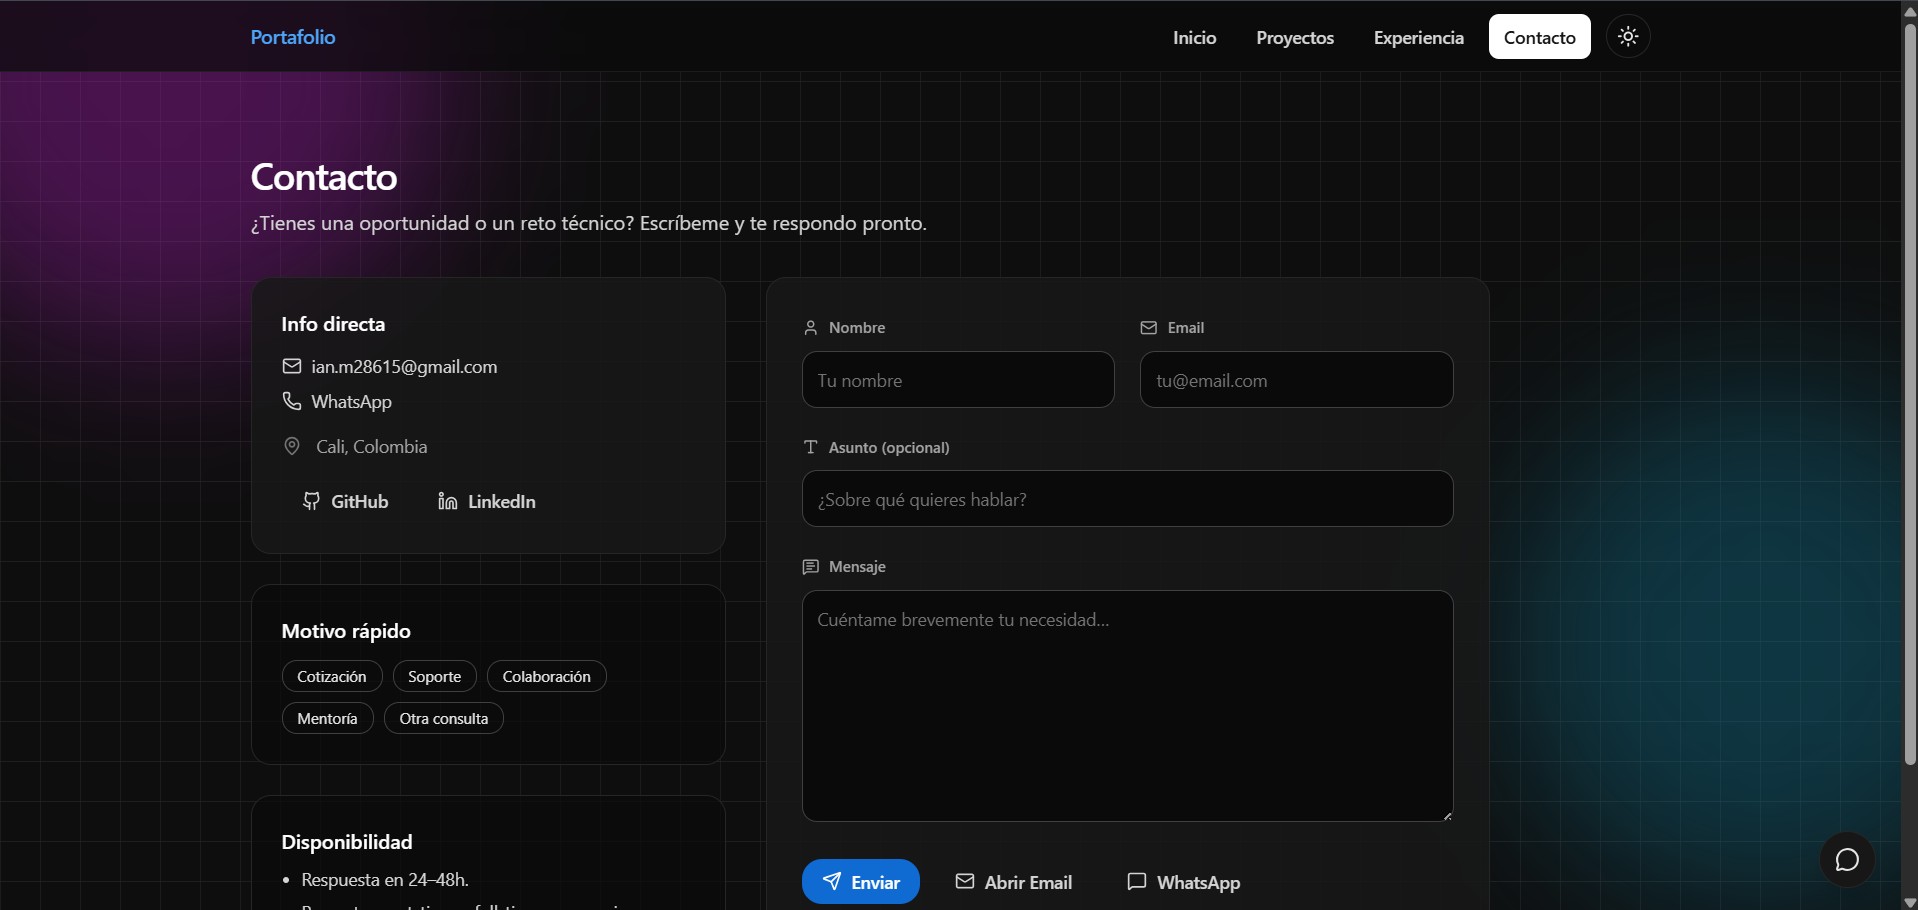 Portafolio
Inicio
Proyectos
Experiencia
Contacto
Contacto
¿Tienes una oportunidad o un reto técnico? Escríbeme y te respondo pronto.
Info directa
ian.m28615@gmail.com
WhatsApp
Cali, Colombia
GitHub
LinkedIn
Motivo rápido
Cotización
Soporte
Colaboración
Mentoría
Otra consulta
Disponibilidad
• Respuesta en 24–48h.
Nombre
Tu nombre
Email
tu@email.com
Asunto (opcional)
¿Sobre qué quieres hablar?
Mensaje
Cuéntame brevemente tu necesidad...
Enviar
Abrir Email
WhatsApp